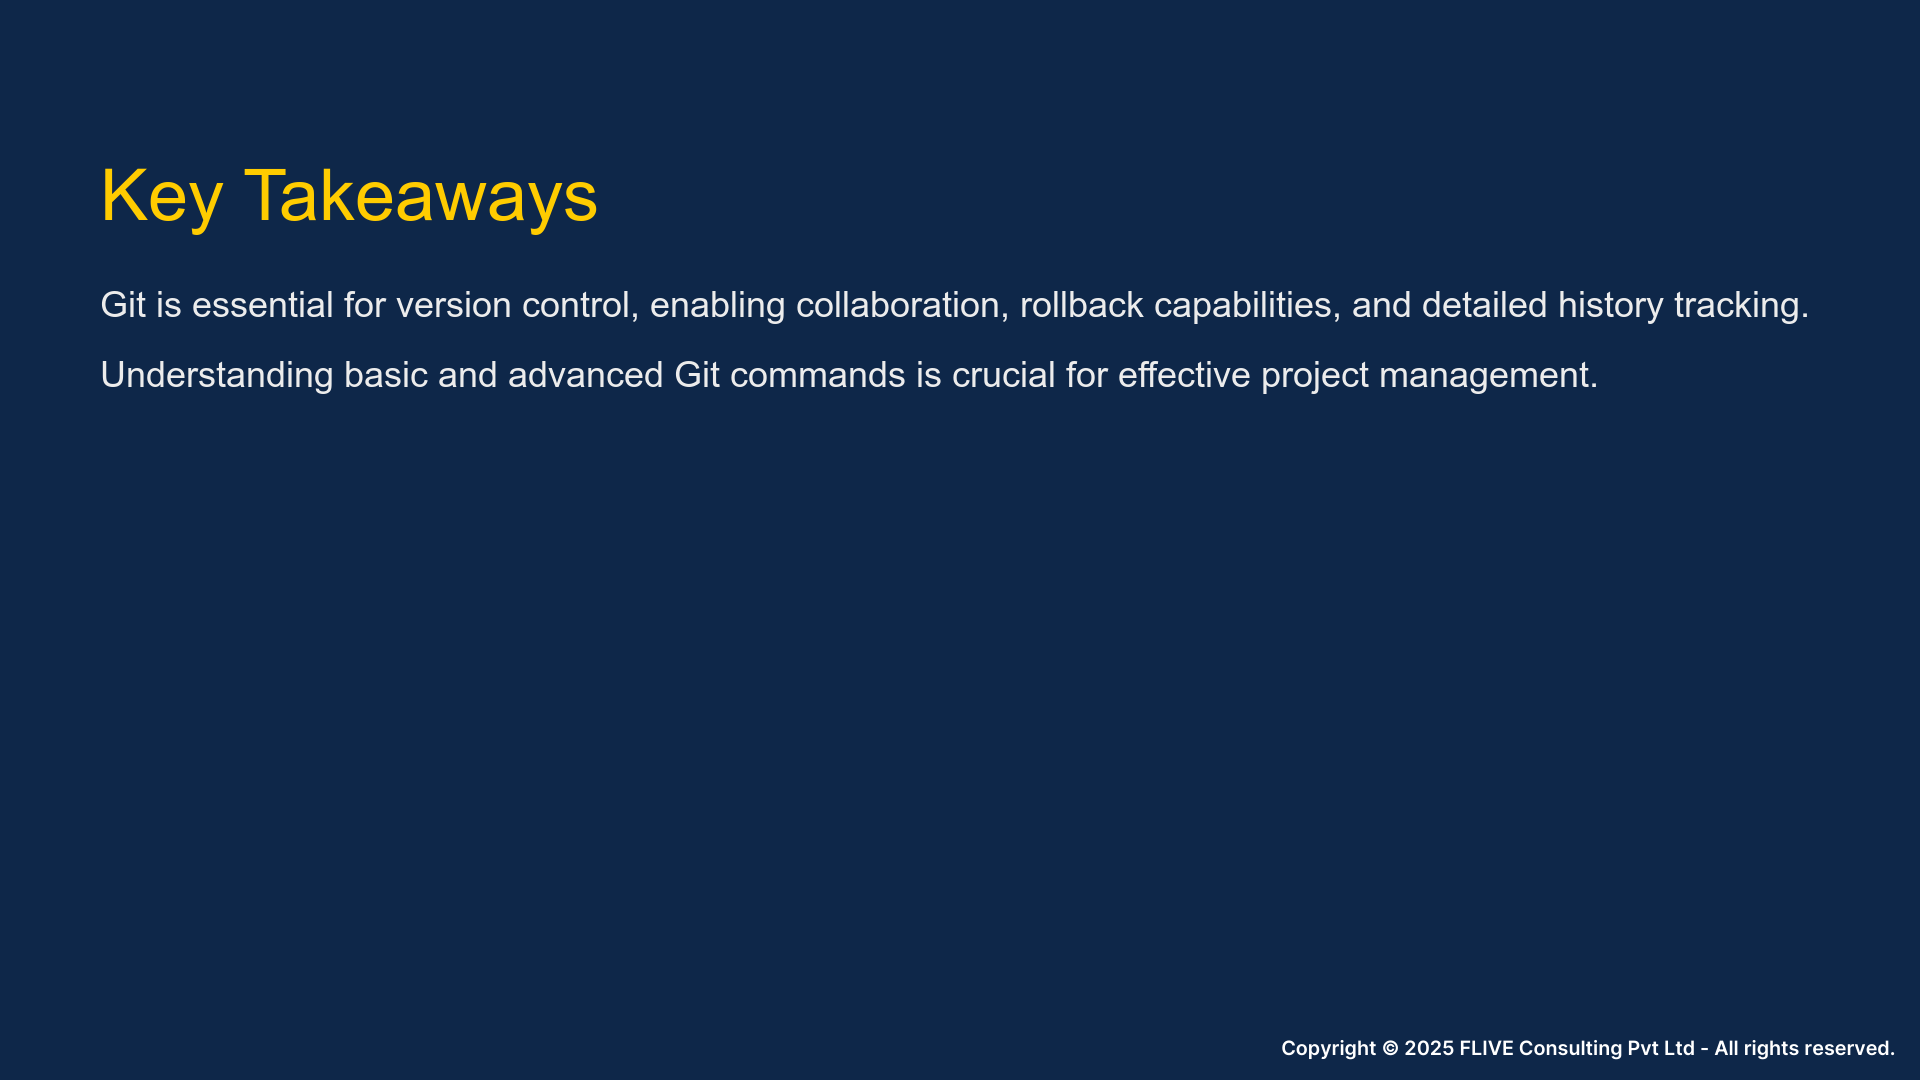 Key Takeaways
Git is essential for version control, enabling collaboration, rollback capabilities, and detailed history tracking.
Understanding basic and advanced Git commands is crucial for effective project management.
Copyright © 2025 FLIVE Consulting Pvt Ltd - All rights reserved.